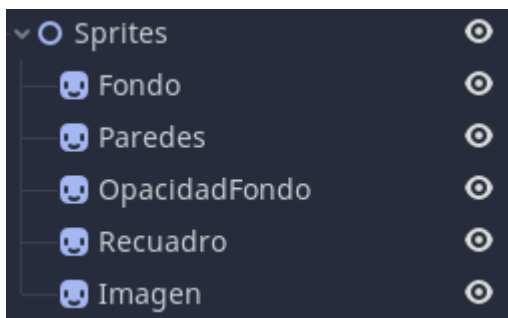 Sprites
Fondo
Paredes
OpacidadFondo
Recuadro
Imagen